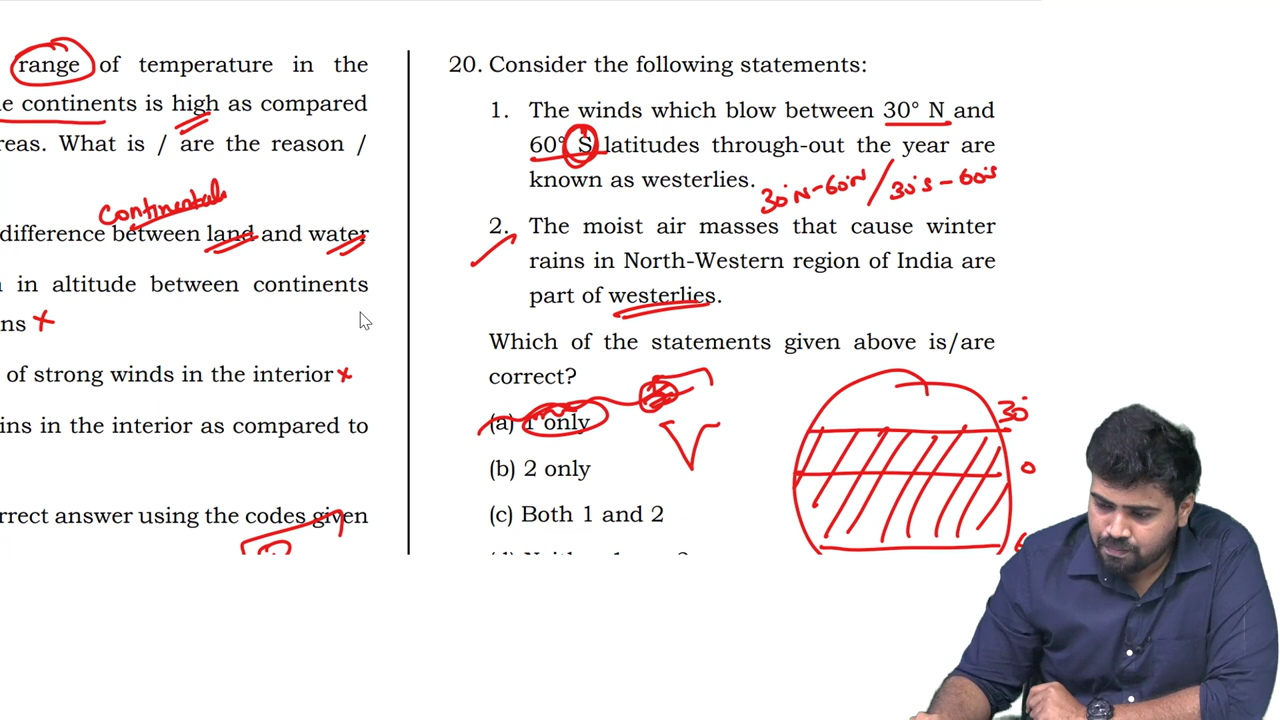 range of temperature in the
e continents is high as compared
reas. What is / are the reason /
continental
difference between land and water
n in altitude between continents
ns
of strong winds in the interior
ins in the interior as compared to
rrect answer using the codes given
20. Consider the following statements:
1. The winds which blow between 30° N and
60° S latitudes through-out the year are
known as westerlies.
30°N-60°N / 30°S-60°S
2. The moist air masses that cause winter
rains in North-Western region of India are
part of westerlies.
Which of the statements given above is/are
correct?
(a) 1 only
(b) 2 only
(c) Both 1 and 2
30°
0